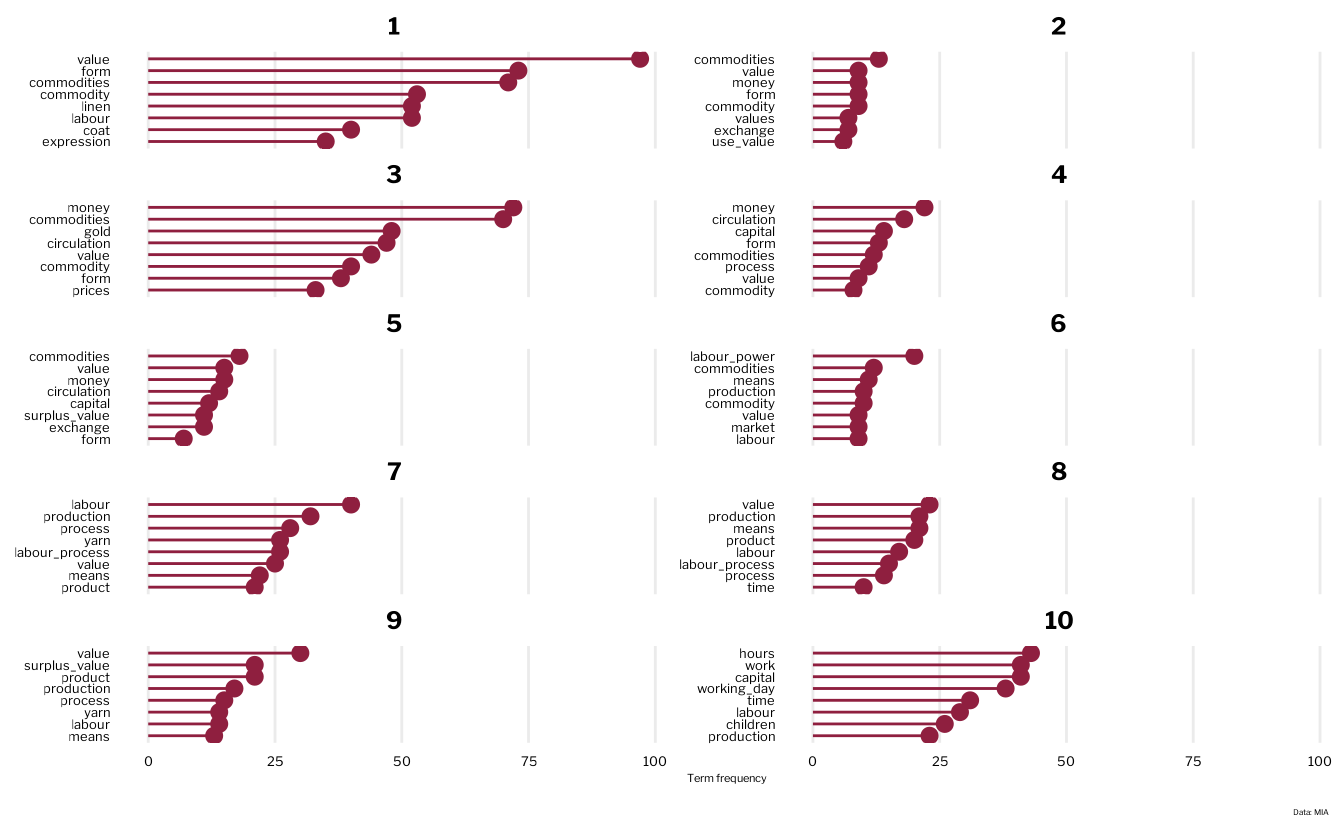 1
value
form
commodities
commodity
linen
labour
coat
expression
2
commodities
value
money
form
commodity
values
exchange
use_value
3
money
commodities
gold
circulation
value
commodity
form
prices
4
money
circulation
capital
form
commodities
process
value
commodity
5
commodities
value
money
circulation
capital
surplus_value
exchange
form
6
labour_power
commodities
means
production
commodity
value
market
labour
7
labour
production
process
yarn
labour_process
value
means
product
8
value
production
means
product
labour
labour_process
process
time
9
value
surplus_value
product
production
process
yarn
labour
means
10
hours
work
capital
working_day
time
labour
children
production
0 25 50 75 100
0 25 50 75 100
Term frequency
Data: MIA